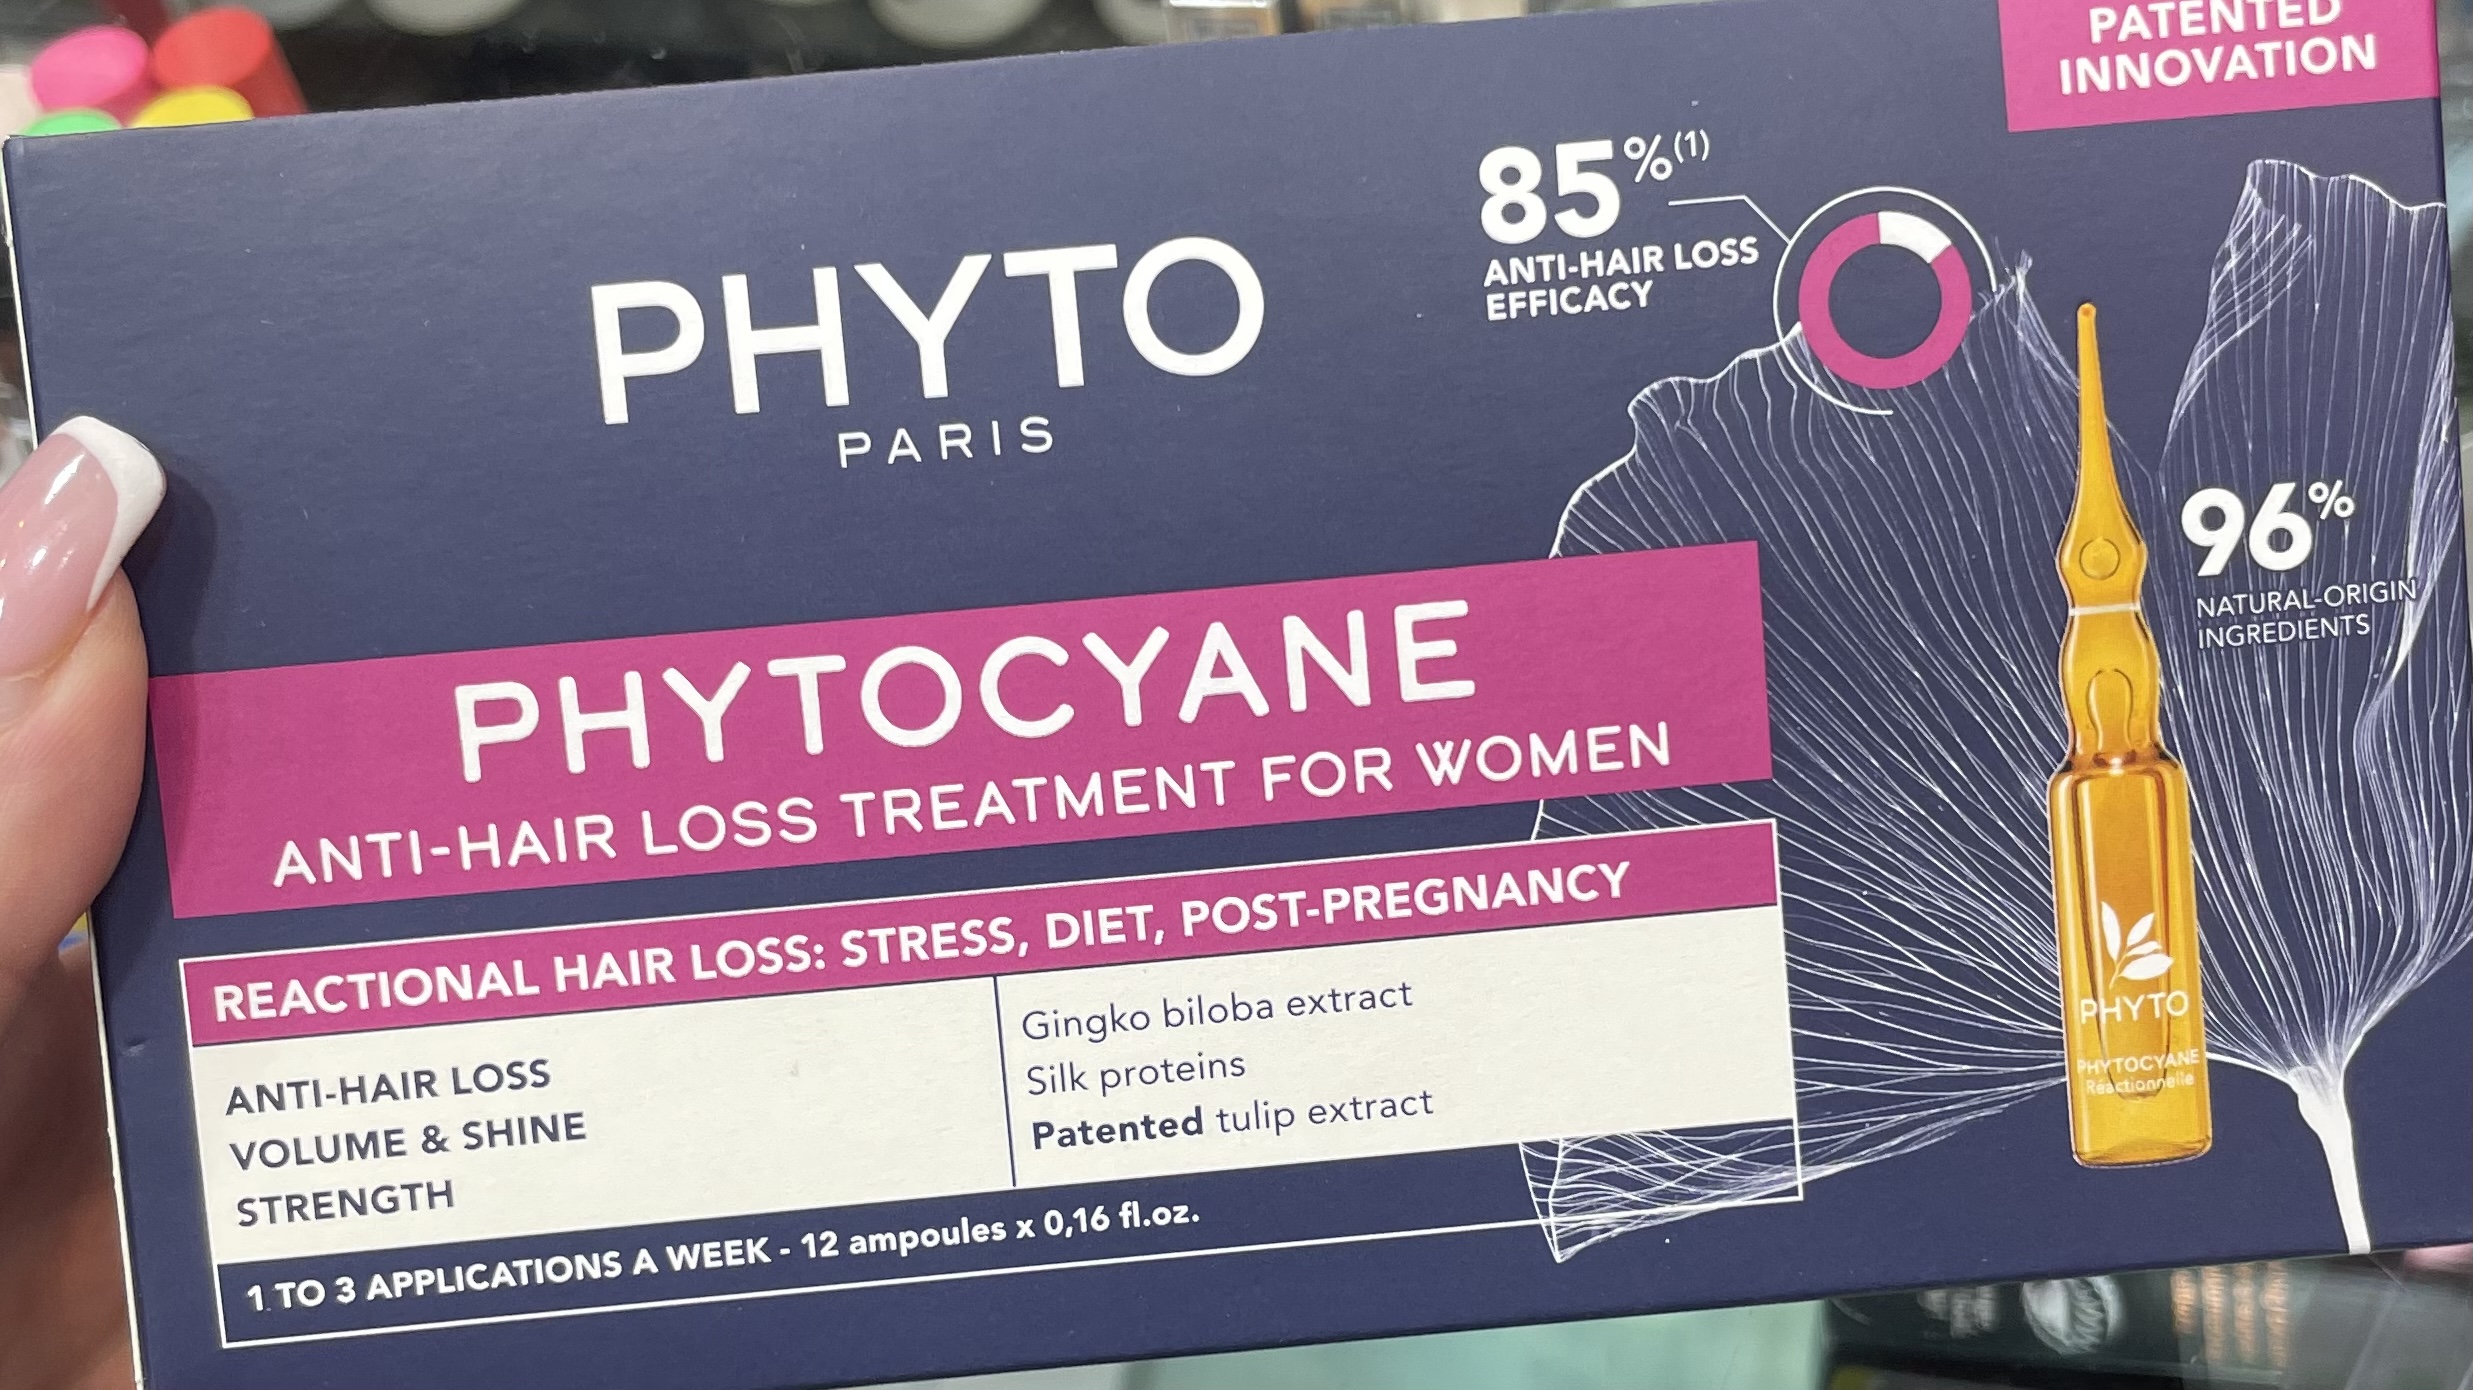 PATENTED
INNOVATION
85%(1)
ANTI-HAIR LOSS
EFFICACY
PHYTO
PARIS
96%
NATURAL-ORIGIN
INGREDIENTS
PHYTOCYANE
ANTI-HAIR LOSS TREATMENT FOR WOMEN
REACTIONAL HAIR LOSS: STRESS, DIET, POST-PREGNANCY
ANTI-HAIR LOSS
VOLUME & SHINE
STRENGTH
Gingko biloba extract
Silk proteins
Patented tulip extract
1 TO 3 APPLICATIONS A WEEK - 12 ampoules x 0,16 fl.oz.
PHYTO
PHYTOCYANE
Réactionnelle